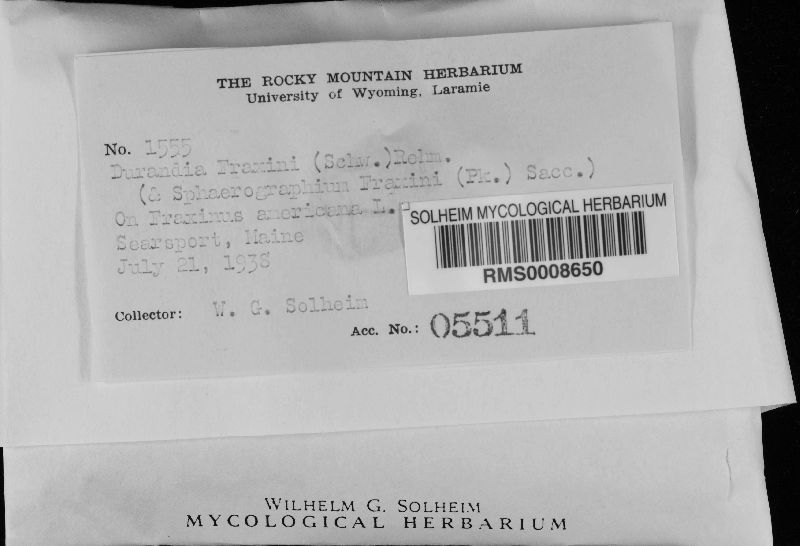 THE ROCKY MOUNTAIN HERBARIUM
University of Wyoming, Laramie
No. 1555
Durandia Fraxini (Schw.)Rehm.
(& Sphaerographium Fraxini (Pk.) Sacc.)
On Fraxinus americana L.
Searsport, Maine
July 21, 1938
SOLHEIM MYCOLOGICAL HERBARIUM
RMS0008650
Collector: W. G. Solheim
Acc. No.: 05511
WILHELM G. SOLHEIM
MYCOLOGICAL HERBARIUM